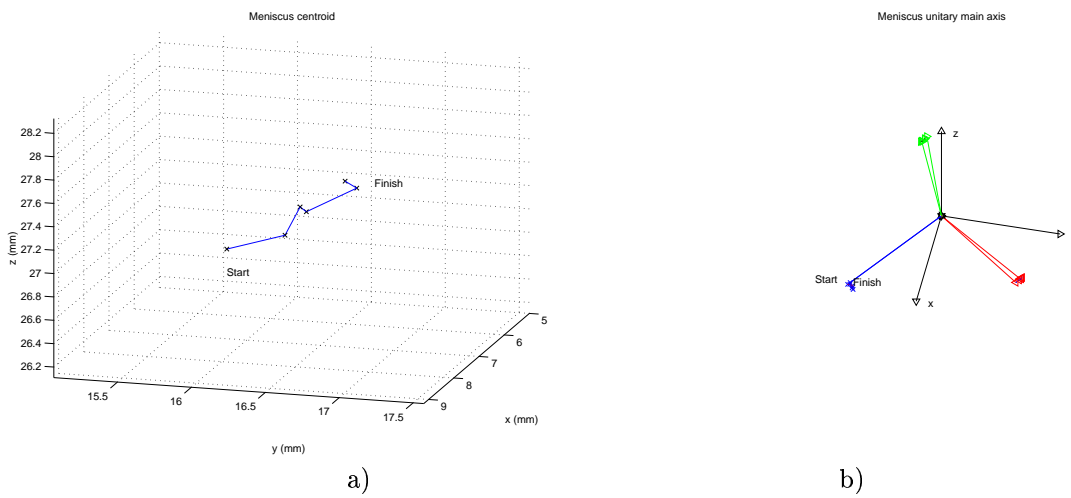 Meniscus centroid
28.2
28
27.8
27.6
27.4
27.2
27
26.8
26.6
26.4
26.2
z (mm)
Start
Finish
15.5
16
16.5
17
17.5
y (mm)
5
6
7
8
9
x (mm)
a)
Meniscus unitary main axis
z
x
Start
Finish
b)